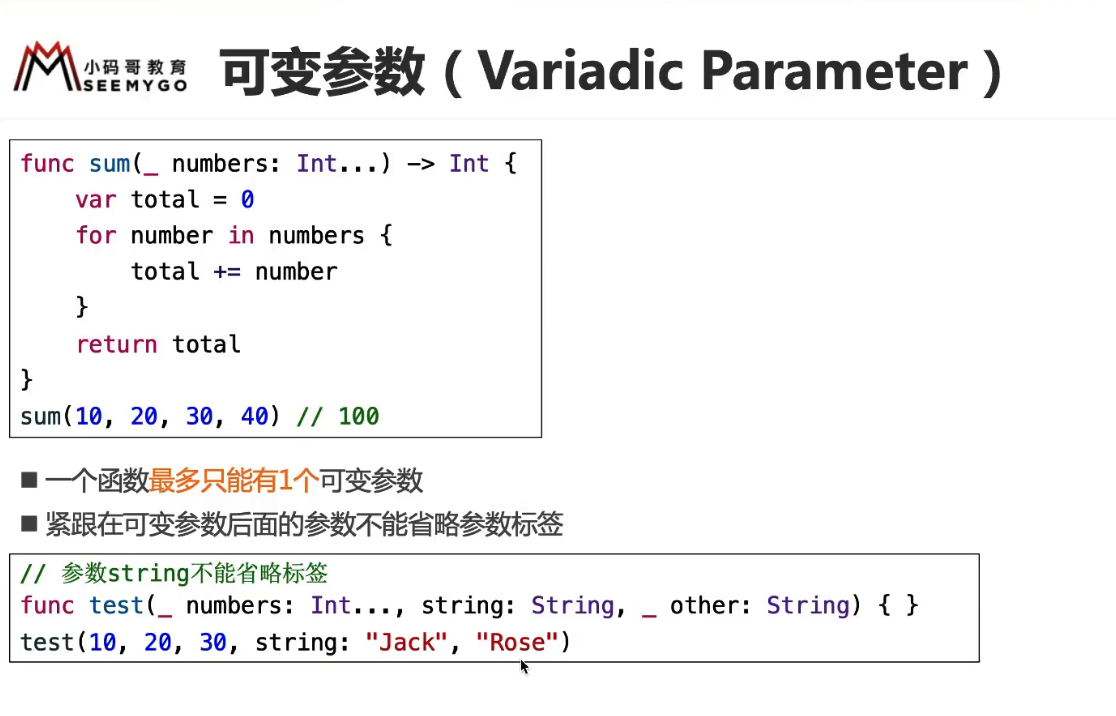 小码哥教育
SEEMYGO
可变参数（Variadic Parameter）
func sum(_ numbers: Int...) -> Int {
    var total = 0
    for number in numbers {
        total += number
    }
    return total
}
sum(10, 20, 30, 40) // 100
■ 一个函数最多只能有1个可变参数
■ 紧跟在可变参数后面的参数不能省略参数标签
// 参数string不能省略标签
func test(_ numbers: Int..., string: String, _ other: String) { }
test(10, 20, 30, string: "Jack", "Rose")